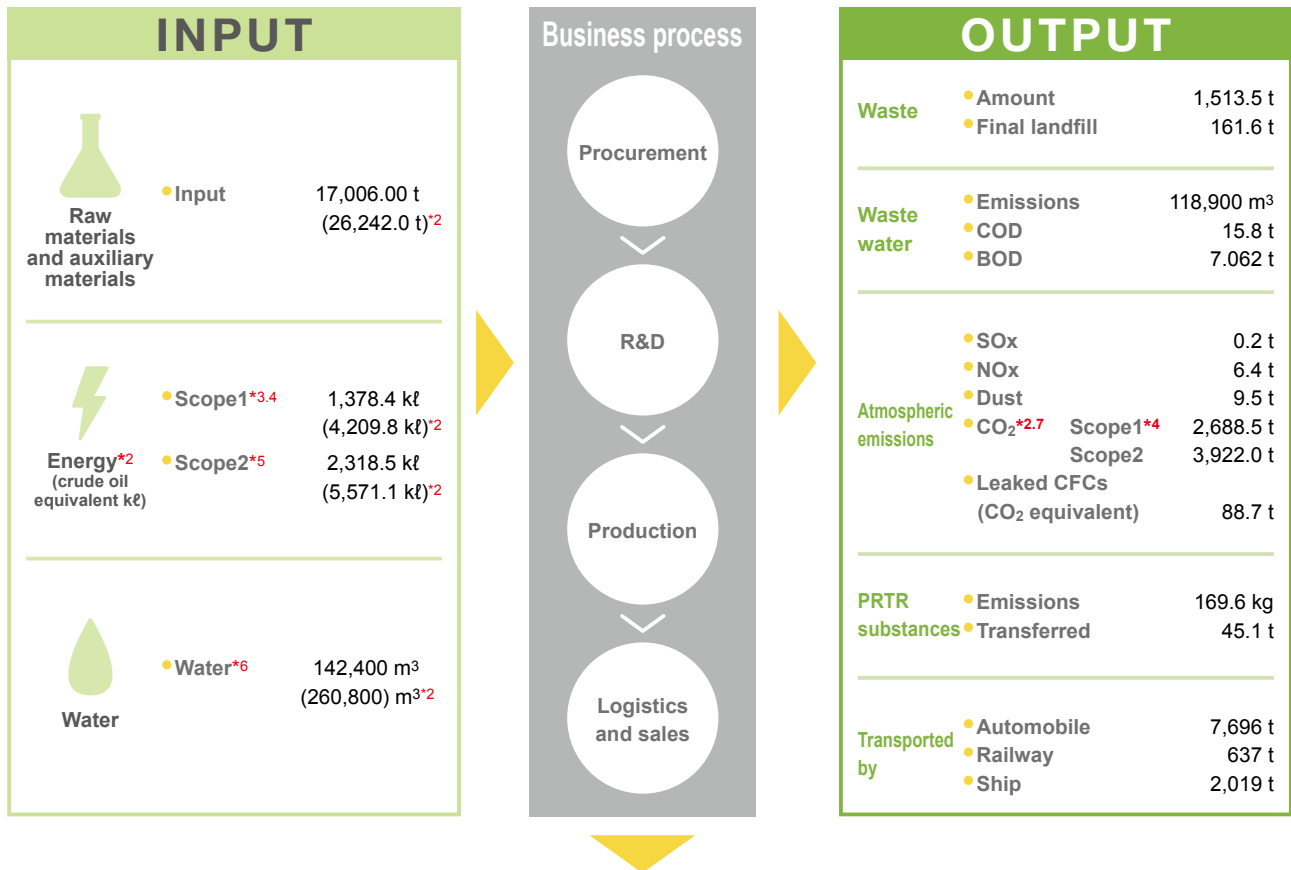 INPUT
Raw
materials
and auxiliary
materials
Input 17,006.00 t
(26,242.0 t)*2
Energy*2
(crude oil
equivalent kℓ)
Scope1*3.4 1,378.4 kℓ
(4,209.8 kℓ)*2
Scope2*5 2,318.5 kℓ
(5,571.1 kℓ)*2
Water
Water*6 142,400 m³
(260,800) m³*2
Business process
Procurement
R&D
Production
Logistics
and sales
OUTPUT
Waste
Amount 1,513.5 t
Final landfill 161.6 t
Waste
water
Emissions 118,900 m³
COD 15.8 t
BOD 7.062 t
Atmospheric
emissions
SOx 0.2 t
NOx 6.4 t
Dust 9.5 t
CO₂*2.7 Scope1*4 2,688.5 t
Scope2 3,922.0 t
Leaked CFCs
(CO₂ equivalent) 88.7 t
PRTR
substances
Emissions 169.6 kg
Transferred 45.1 t
Transported
by
Automobile 7,696 t
Railway 637 t
Ship 2,019 t